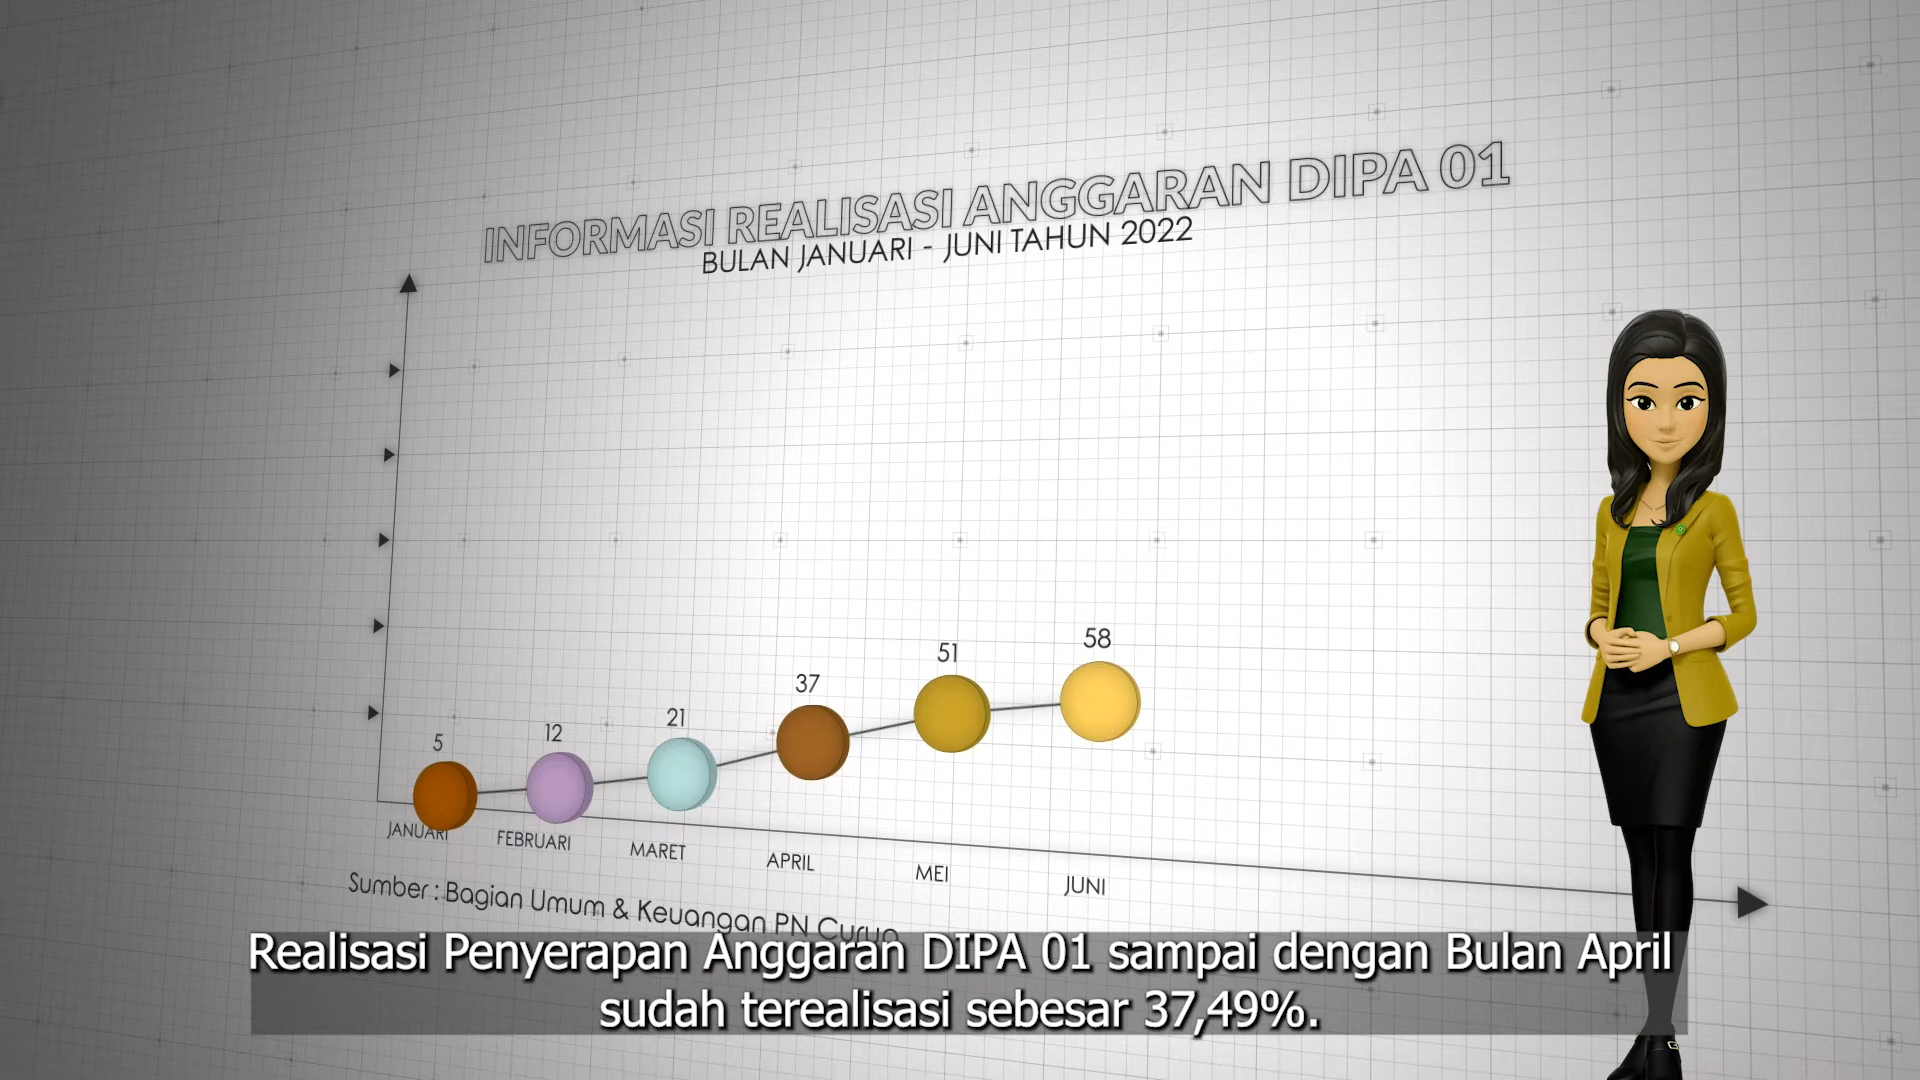 INFORMASI REALISASI ANGGARAN DIPA 01
BULAN JANUARI - JUNI TAHUN 2022
58
51
37
21
12
5
JANUARI
FEBRUARI
MARET
APRIL
MEI
JUNI
Sumber : Bagian Umum & Keuangan PN Curup
Realisasi Penyerapan Anggaran DIPA 01 sampai dengan Bulan April
sudah terealisasi sebesar 37,49%.